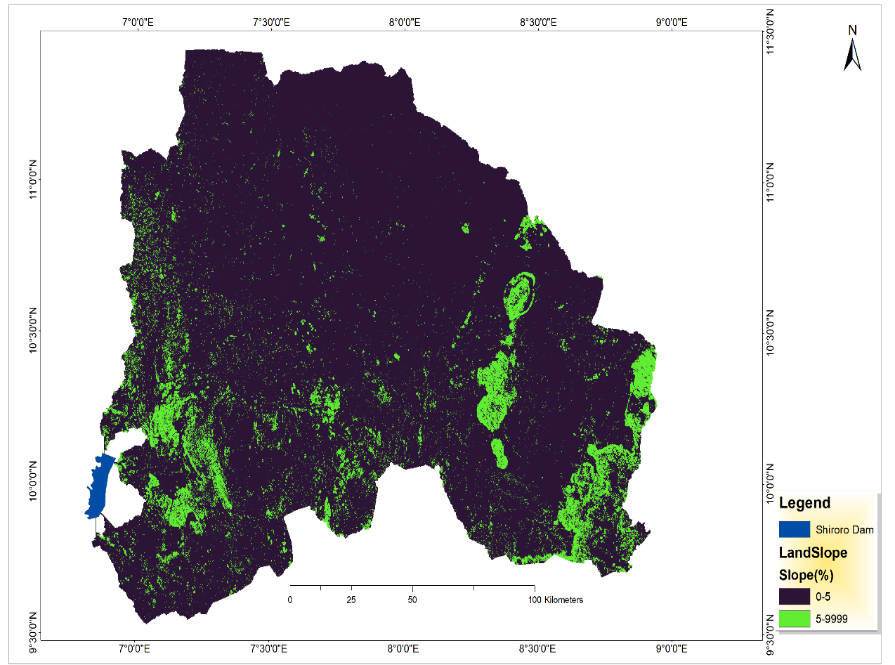 7°0'0"E 7°30'0"E 8°0'0"E 8°30'0"E 9°0'0"E
N
11°30'0"N
11°0'0"N 11°0'0"N
10°30'0"N 10°30'0"N
10°0'0"N 10°0'0"N
9°30'0"N 9°30'0"N
Legend
Shiroro Dam
LandSlope
Slope(%)
0-5
5-9999
0 25 50 100 Kilometers
7°0'0"E 7°30'0"E 8°0'0"E 8°30'0"E 9°0'0"E